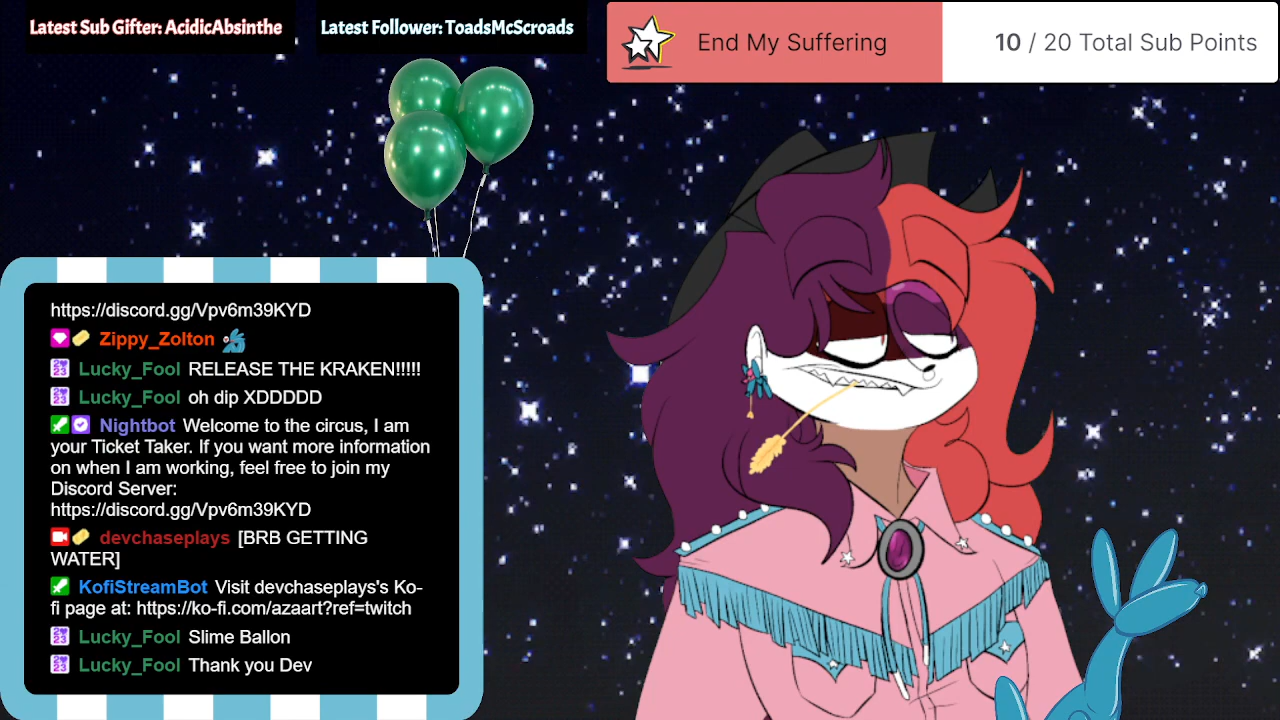 Latest Sub Gifter: AcidicAbsinthe
Latest Follower: ToadsMcScroads
End My Suffering
10 / 20 Total Sub Points
https://discord.gg/Vpv6m39KYD
Zippy_Zolton
Lucky_Fool RELEASE THE KRAKEN!!!!!
Lucky_Fool oh dip XDDDDD
Nightbot Welcome to the circus, I am
your Ticket Taker. If you want more information
on when I am working, feel free to join my
Discord Server:
https://discord.gg/Vpv6m39KYD
devchaseplays [BRB GETTING
WATER]
KofiStreamBot Visit devchaseplays's Ko-
fi page at: https://ko-fi.com/azaart?ref=twitch
Lucky_Fool Slime Ballon
Lucky_Fool Thank you Dev